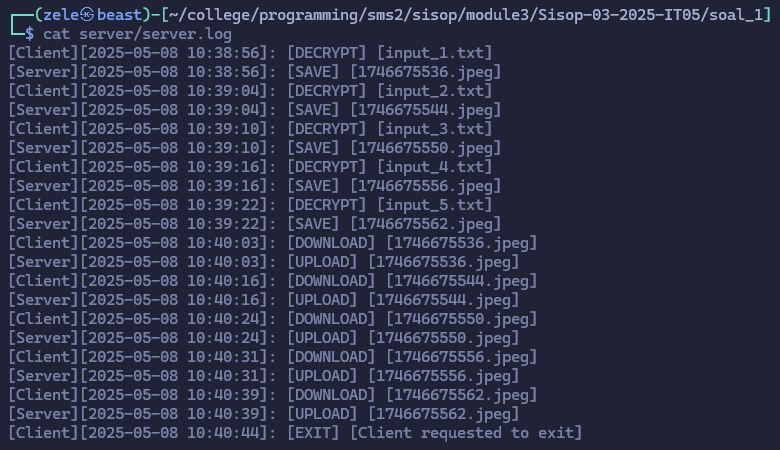 ┌──(zele㉿beast)-[~/college/programming/sms2/sisop/module3/Sisop-03-2025-IT05/soal_1]
└─$ cat server/server.log
[Client][2025-05-08 10:38:56]: [DECRYPT] [input_1.txt]
[Server][2025-05-08 10:38:56]: [SAVE] [1746675536.jpeg]
[Client][2025-05-08 10:39:04]: [DECRYPT] [input_2.txt]
[Server][2025-05-08 10:39:04]: [SAVE] [1746675544.jpeg]
[Client][2025-05-08 10:39:10]: [DECRYPT] [input_3.txt]
[Server][2025-05-08 10:39:10]: [SAVE] [1746675550.jpeg]
[Client][2025-05-08 10:39:16]: [DECRYPT] [input_4.txt]
[Server][2025-05-08 10:39:16]: [SAVE] [1746675556.jpeg]
[Client][2025-05-08 10:39:22]: [DECRYPT] [input_5.txt]
[Server][2025-05-08 10:39:22]: [SAVE] [1746675562.jpeg]
[Client][2025-05-08 10:40:03]: [DOWNLOAD] [1746675536.jpeg]
[Server][2025-05-08 10:40:03]: [UPLOAD] [1746675536.jpeg]
[Client][2025-05-08 10:40:16]: [DOWNLOAD] [1746675544.jpeg]
[Server][2025-05-08 10:40:16]: [UPLOAD] [1746675544.jpeg]
[Client][2025-05-08 10:40:24]: [DOWNLOAD] [1746675550.jpeg]
[Server][2025-05-08 10:40:24]: [UPLOAD] [1746675550.jpeg]
[Client][2025-05-08 10:40:31]: [DOWNLOAD] [1746675556.jpeg]
[Server][2025-05-08 10:40:31]: [UPLOAD] [1746675556.jpeg]
[Client][2025-05-08 10:40:39]: [DOWNLOAD] [1746675562.jpeg]
[Server][2025-05-08 10:40:39]: [UPLOAD] [1746675562.jpeg]
[Client][2025-05-08 10:40:44]: [EXIT] [Client requested to exit]